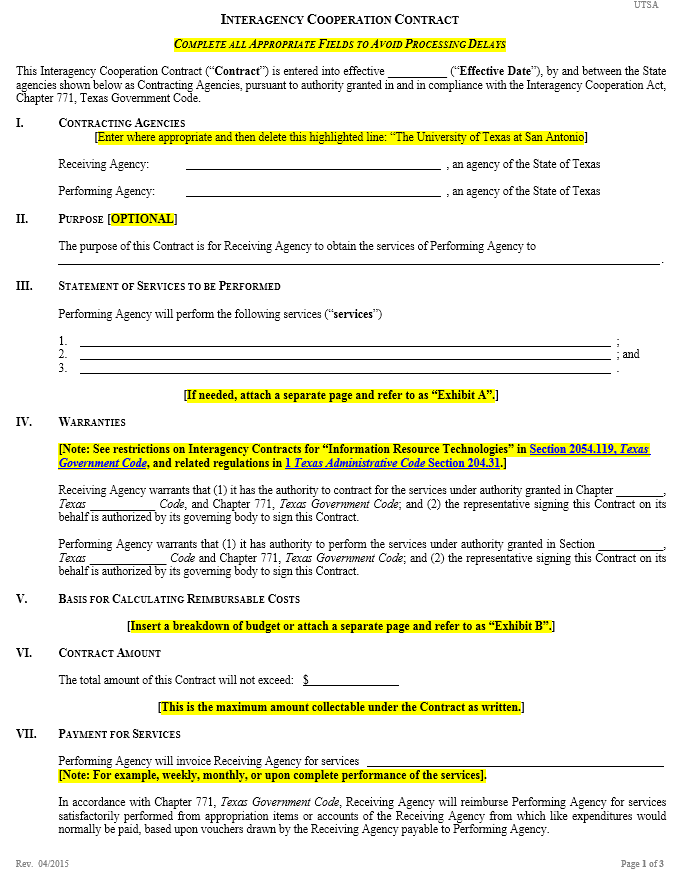 UTSA
INTERAGENCY COOPERATION CONTRACT
COMPLETE ALL APPROPRIATE FIELDS TO AVOID PROCESSING DELAYS
This Interagency Cooperation Contract (“Contract”) is entered into effective __________ (“Effective Date”), by and between the State
agencies shown below as Contracting Agencies, pursuant to authority granted in and in compliance with the Interagency Cooperation Act,
Chapter 771, Texas Government Code.
I. CONTRACTING AGENCIES
[Enter where appropriate and then delete this highlighted line: “The University of Texas at San Antonio]
Receiving Agency: ____________________ , an agency of the State of Texas
Performing Agency: ____________________ , an agency of the State of Texas
II. PURPOSE [OPTIONAL]
The purpose of this Contract is for Receiving Agency to obtain the services of Performing Agency to
____________________.
III. STATEMENT OF SERVICES TO BE PERFORMED
Performing Agency will perform the following services (“services”)
1. ____________________ ;
2. ____________________ ; and
3. ____________________ .
[If needed, attach a separate page and refer to as “Exhibit A”.]
IV. WARRANTIES
[Note: See restrictions on Interagency Contracts for “Information Resource Technologies” in Section 2054.119, Texas
Government Code, and related regulations in 1 Texas Administrative Code Section 204.31.]
Receiving Agency warrants that (1) it has the authority to contract for the services under authority granted in Chapter ________,
Texas ___________ Code, and Chapter 771, Texas Government Code; and (2) the representative signing this Contract on its
behalf is authorized by its governing body to sign this Contract.
Performing Agency warrants that (1) it has authority to perform the services under authority granted in Section ___________,
Texas _____________ Code and Chapter 771, Texas Government Code; and (2) the representative signing this Contract on its
behalf is authorized by its governing body to sign this Contract.
V. BASIS FOR CALCULATING REIMBURSABLE COSTS
[Insert a breakdown of budget or attach a separate page and refer to as “Exhibit B”.]
VI. CONTRACT AMOUNT
The total amount of this Contract will not exceed: $_______________
[This is the maximum amount collectable under the Contract as written.]
VII. PAYMENT FOR SERVICES
Performing Agency will invoice Receiving Agency for services ____________________
[Note: For example, weekly, monthly, or upon complete performance of the services].
In accordance with Chapter 771, Texas Government Code, Receiving Agency will reimburse Performing Agency for services
satisfactorily performed from appropriation items or accounts of the Receiving Agency from which like expenditures would
normally be paid, based upon vouchers drawn by the Receiving Agency payable to Performing Agency.
Rev. 04/2015 Page 1 of 3